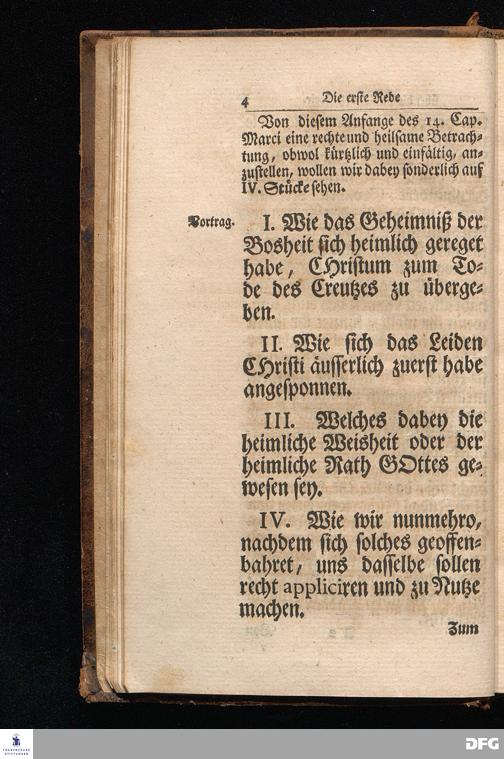 4 Die erste Rede
Von diesem Anfange des 14. Cap.
Marci eine rechte und heilsame Betrach-
tung, obwol kürtzlich und einfältig, an-
zustellen, wollen wir dabey sonderlich auf
IV. Stücke sehen.
Vortrag. I. Wie das Geheimniß der
Bosheit sich heimlich gereget
habe, CHristum zum To-
de des Creutzes zu überge-
ben.
II. Wie sich das Leiden
CHristi äusserlich zuerst habe
angesponnen.
III. Welches dabey die
heimliche Weisheit oder der
heimliche Rath GOttes ge-
wesen sey.
IV. Wie wir nunmehro,
nachdem sich solches geoffen-
bahret, uns dasselbe sollen
recht appliciren und zu Nutze
machen.
Zum
FRANCKESCHE
STIFTUNGEN
DFG